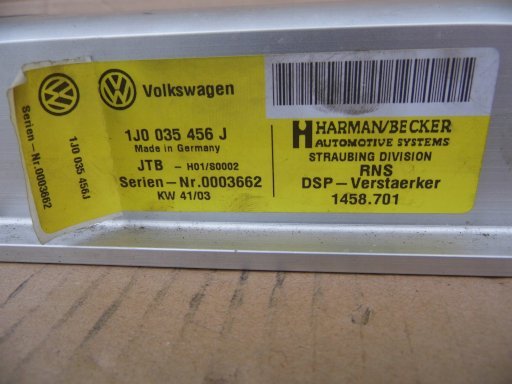 Serien-Nr.0003662
1J0 035 456J
Volkswagen
1J0 035 456 J
Made in Germany
JTB - H01/S0002
Serien-Nr.0003662
KW 41/03
HARMAN/BECKER
AUTOMOTIVE SYSTEMS
STRAUBING DIVISION
RNS
DSP-Verstaerker
1458.701